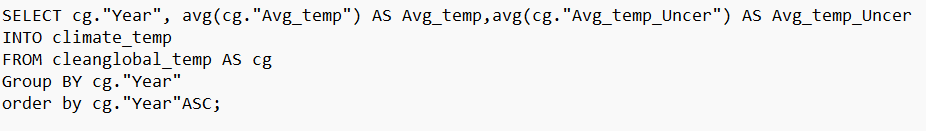 SELECT cg."Year", avg(cg."Avg_temp") AS Avg_temp,avg(cg."Avg_temp_Uncer") AS Avg_temp_Uncer
INTO climate_temp
FROM cleanglobal_temp AS cg
Group BY cg."Year"
order by cg."Year"ASC;